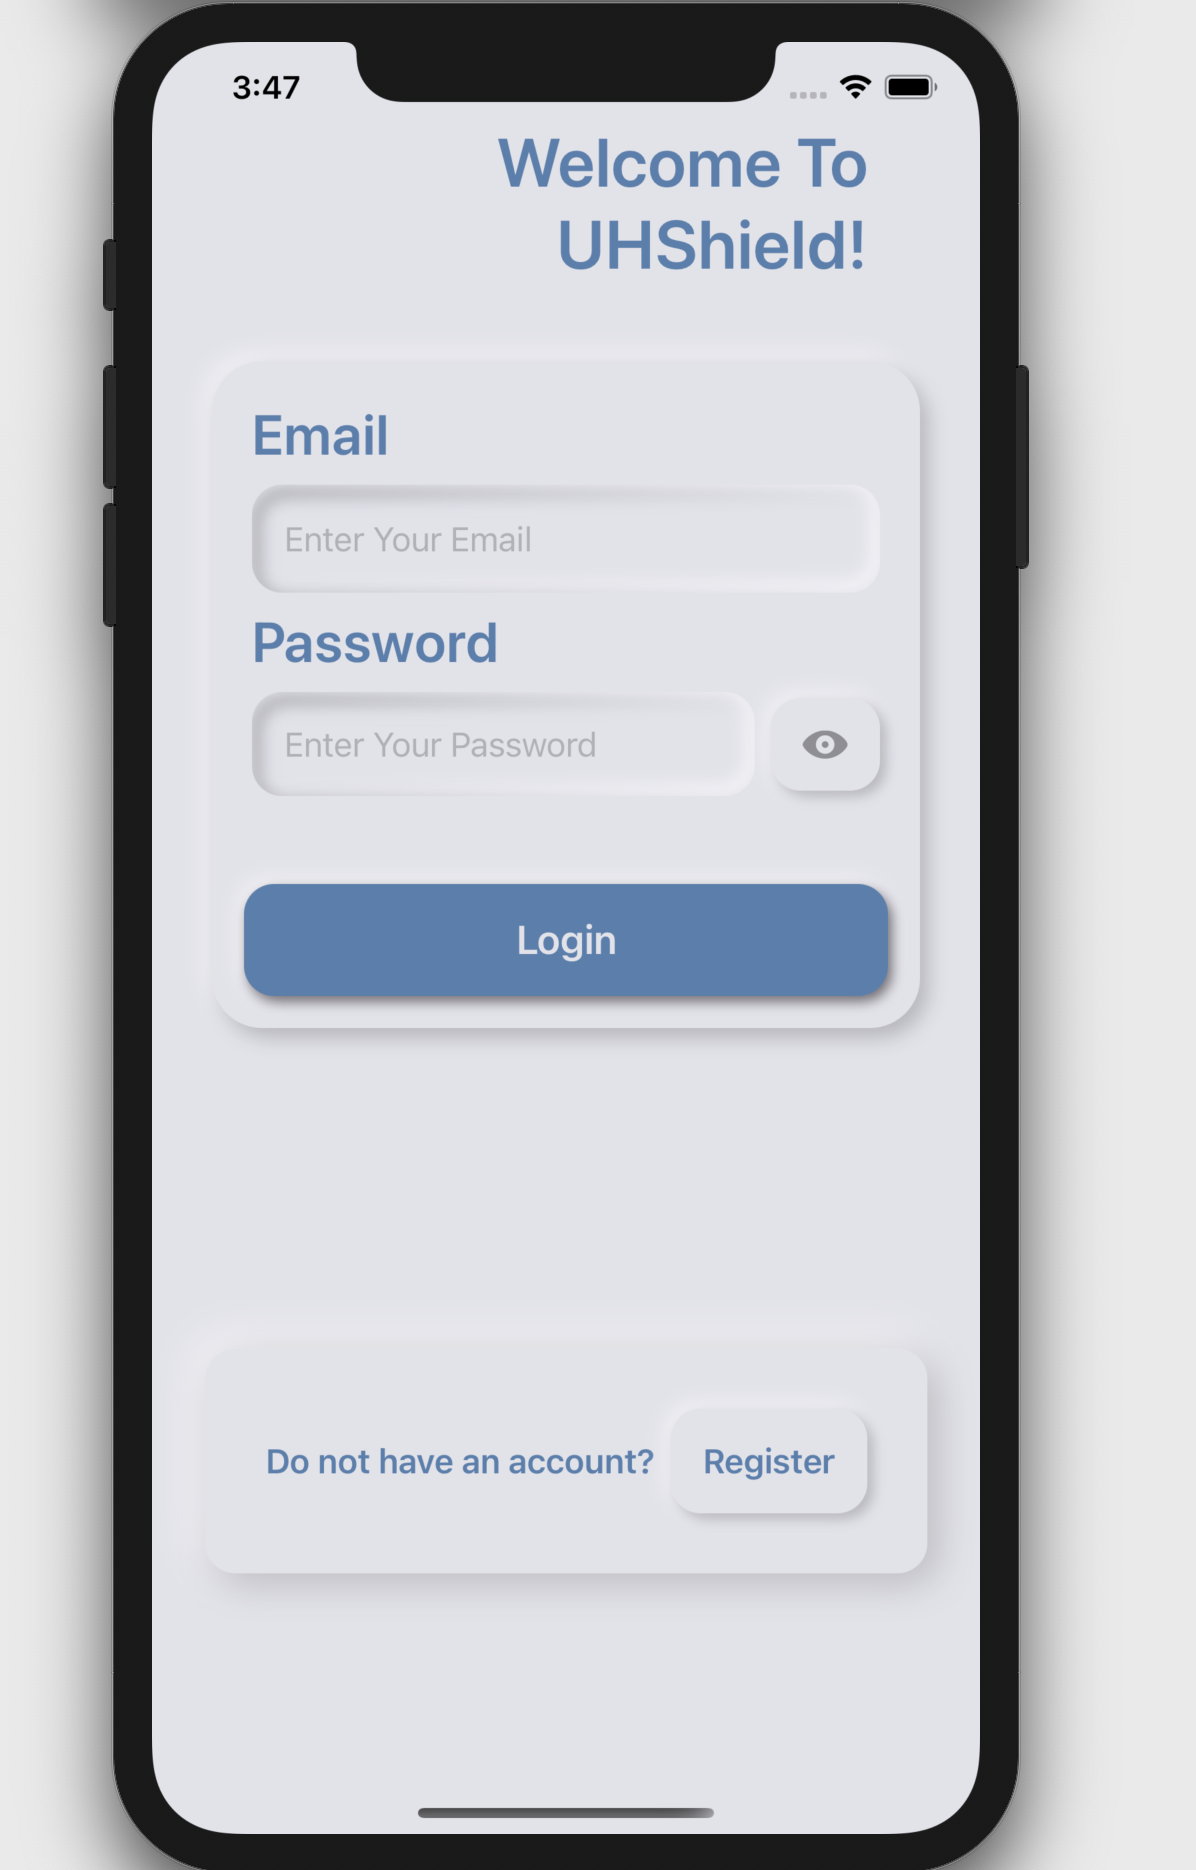 3:47
Welcome To
UHShield!
Email
Enter Your Email
Password
Enter Your Password
Login
Do not have an account? Register